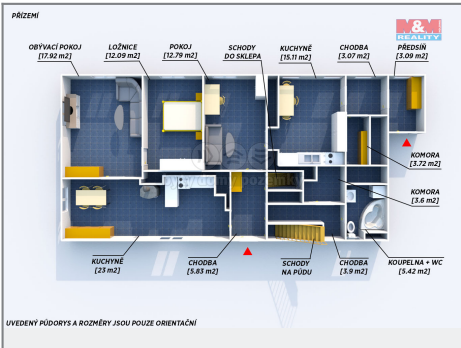 PŘÍZEMÍ
M&M
REALITY
OBÝVACÍ POKOJ
[17.92 m2]
LOŽNICE
[12.09 m2]
POKOJ
[12.79 m2]
SCHODY
DO SKLEPA
KUCHYNĚ
[15.11 m2]
CHODBA
[3.07 m2]
PŘEDSÍŇ
[3.09 m2]
KOMORA
[3.72 m2]
KOMORA
[3.6 m2]
KUCHYNĚ
[23 m2]
CHODBA
[5.83 m2]
SCHODY
NA PŮDU
CHODBA
[3.9 m2]
KOUPELNA + WC
[5.42 m2]
UVEDENÝ PŮDORYS A ROZMĚRY JSOU POUZE ORIENTAČNÍ